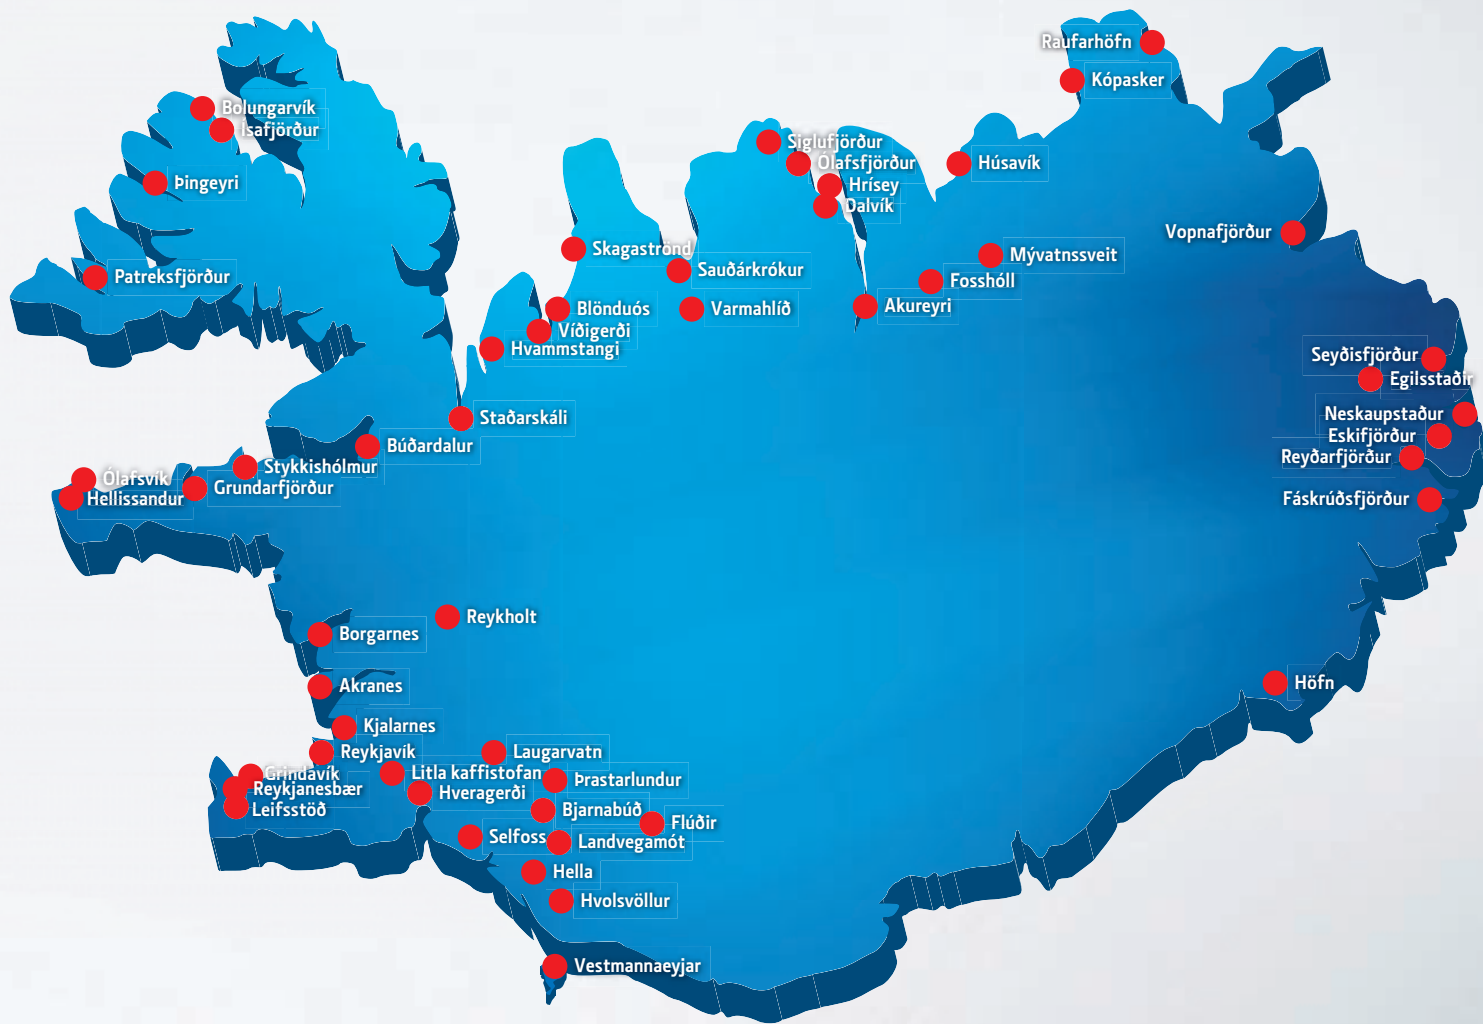 Raufarhöfn
Kópasker
Bolungarvík
Ísafjörður
Siglufjörður
Ólafsfjörður
Húsavík
Þingeyri
Hrísey
Dalvík
Vopnafjörður
Skagaströnd
Mývatnssveit
Sauðárkrókur
Patreksfjörður
Fosshóll
Akureyri
Blönduós
Varmahlíð
Víðigerði
Hvammstangi
Seyðisfjörður
Egilsstaðir
Neskaupstaður
Staðarskáli
Eskifjörður
Búðardalur
Reyðarfjörður
Stykkishólmur
Ólafsvík
Grundarfjörður
Hellissandur
Fáskrúðsfjörður
Reykholt
Borgarnes
Höfn
Akranes
Kjalarnes
Reykjavík
Laugarvatn
Grindavík
Litla kaffistofan
Þrastarlundur
Reykjanesbær
Hveragerði
Leifsstöð
Bjarnabúð
Flúðir
Selfoss
Landvegamót
Hella
Hvolsvöllur
Vestmannaeyjar